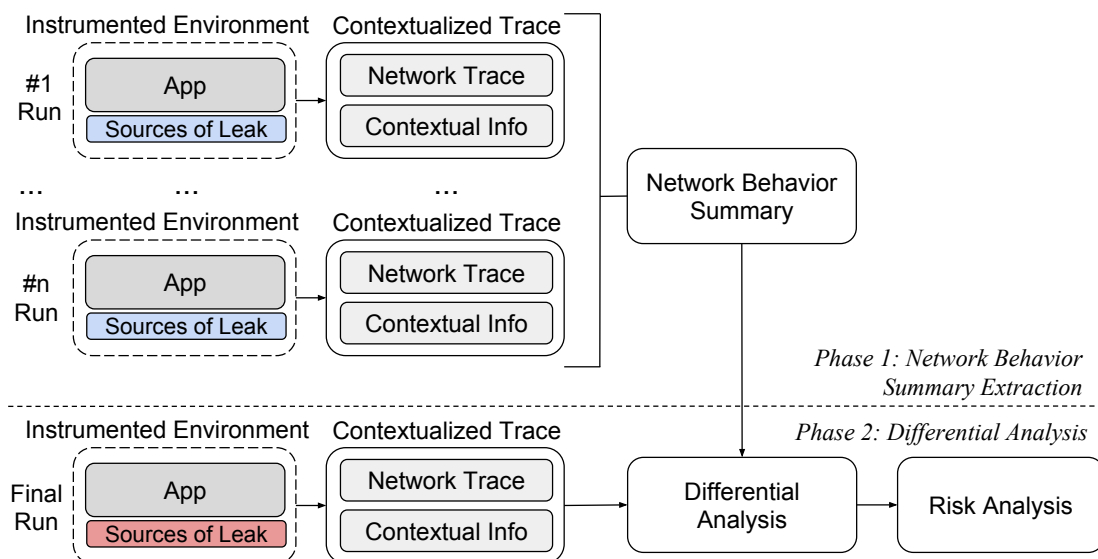 Instrumented Environment
Contextualized Trace
#1
Run
App
Sources of Leak
Network Trace
Contextual Info
Network Behavior
Summary
...
...
...
Instrumented Environment
Contextualized Trace
#n
Run
App
Sources of Leak
Network Trace
Contextual Info
Phase 1: Network Behavior
Summary Extraction
Instrumented Environment
Contextualized Trace
Phase 2: Differential Analysis
Final
Run
App
Sources of Leak
Network Trace
Contextual Info
Differential
Analysis
Risk Analysis